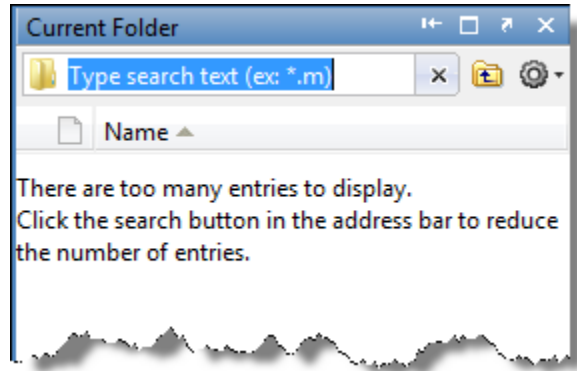 Current Folder
Type search text (ex: *.m)
Name
There are too many entries to display.
Click the search button in the address bar to reduce
the number of entries.